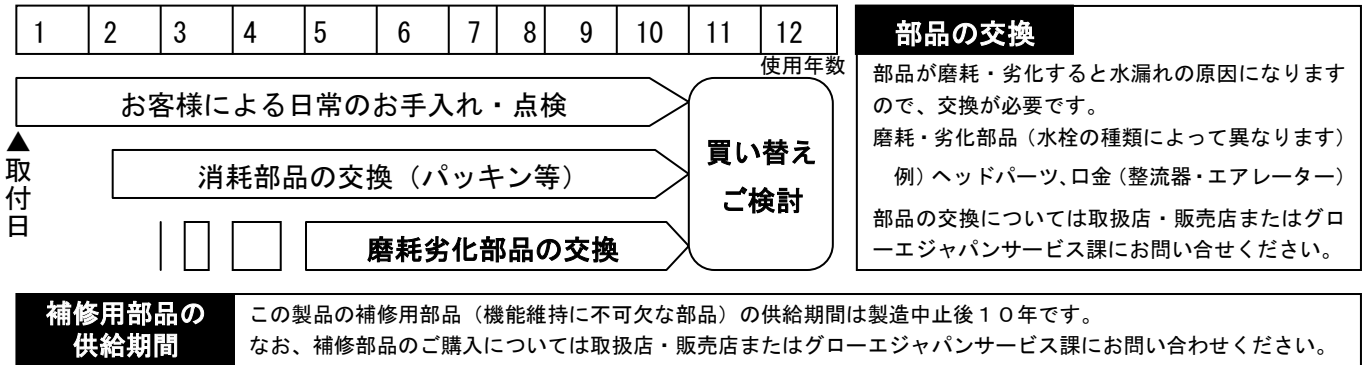 1 2 3 4 5 6 7 8 9 10 11 12
使用年数
お客様による日常のお手入れ・点検
▲
取付日
消耗部品の交換（パッキン等）
磨耗劣化部品の交換
買い替え
ご検討
部品の交換
部品が磨耗・劣化すると水漏れの原因になります
ので、交換が必要です。
磨耗・劣化部品（水栓の種類によって異なります）
例）ヘッドパーツ、口金（整流器・エアレーター）
部品の交換については取扱店・販売店またはグロ
ーエジャパンサービス課にお問い合せください。
補修用部品の
供給期間
この製品の補修用部品（機能維持に不可欠な部品）の供給期間は製造中止後１０年です。
なお、補修部品のご購入については取扱店・販売店またはグローエジャパンサービス課にお問い合わせください。